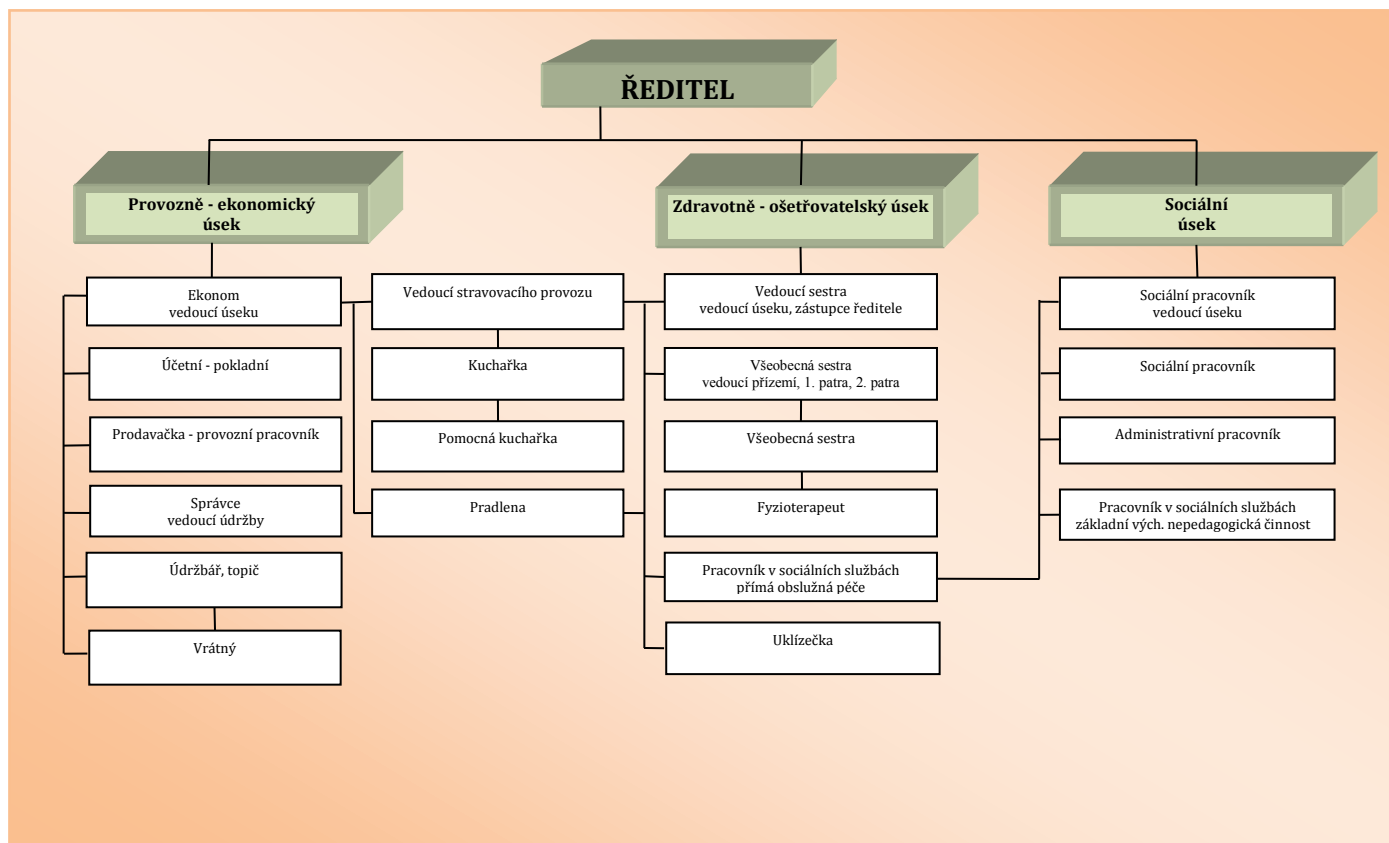 ŘEDITEL
Provozně - ekonomický
úsek
Zdravotně - ošetřovatelský úsek
Sociální
úsek
Ekonom
vedoucí úseku
Účetní - pokladní
Prodavačka - provozní pracovník
Správce
vedoucí údržby
Údržbář, topič
Vrátný
Vedoucí stravovacího provozu
Kuchařka
Pomocná kuchařka
Pradlena
Vedoucí sestra
vedoucí úseku, zástupce ředitele
Všeobecná sestra
vedoucí přízemí, 1. patra, 2. patra
Všeobecná sestra
Fyzioterapeut
Pracovník v sociálních službách
přímá obslužná péče
Uklízečka
Sociální pracovník
vedoucí úseku
Sociální pracovník
Administrativní pracovník
Pracovník v sociálních službách
základní vých. nepedagogická činnost